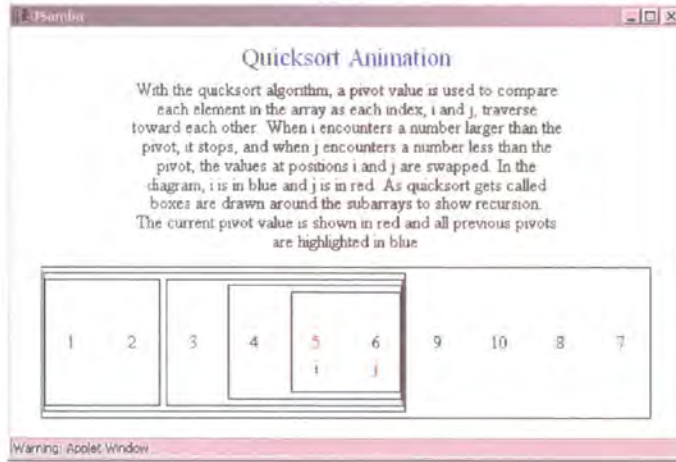 JSamba
Quicksort Animation
With the quicksort algorithm, a pivot value is used to compare
each element in the array as each index, i and j, traverse
toward each other. When i encounters a number larger than the
pivot, it stops, and when j encounters a number less than the
pivot, the values at positions i and j are swapped. In the
diagram, i is in blue and j is in red. As quicksort gets called
boxes are drawn around the subarrays to show recursion.
The current pivot value is shown in red and all previous pivots
are highlighted in blue
1 2 3 4 5 6 9 10 8 7
i j
Warning: Applet Window